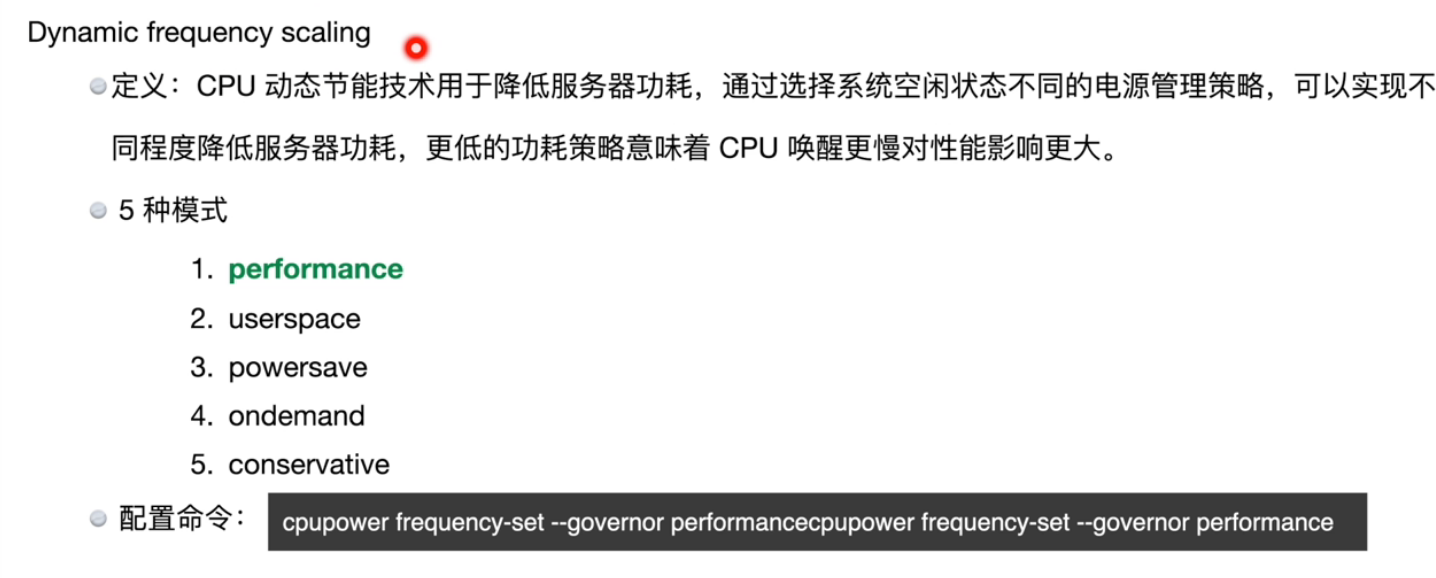 Dynamic frequency scaling
定义：CPU 动态节能技术用于降低服务器功耗，通过选择系统空闲状态不同的电源管理策略，可以实现不
同程度降低服务器功耗，更低的功耗策略意味着 CPU 唤醒更慢对性能影响更大。
5 种模式
1. performance
2. userspace
3. powersave
4. ondemand
5. conservative
配置命令： cpupower frequency-set --governor performancecpupower frequency-set --governor performance